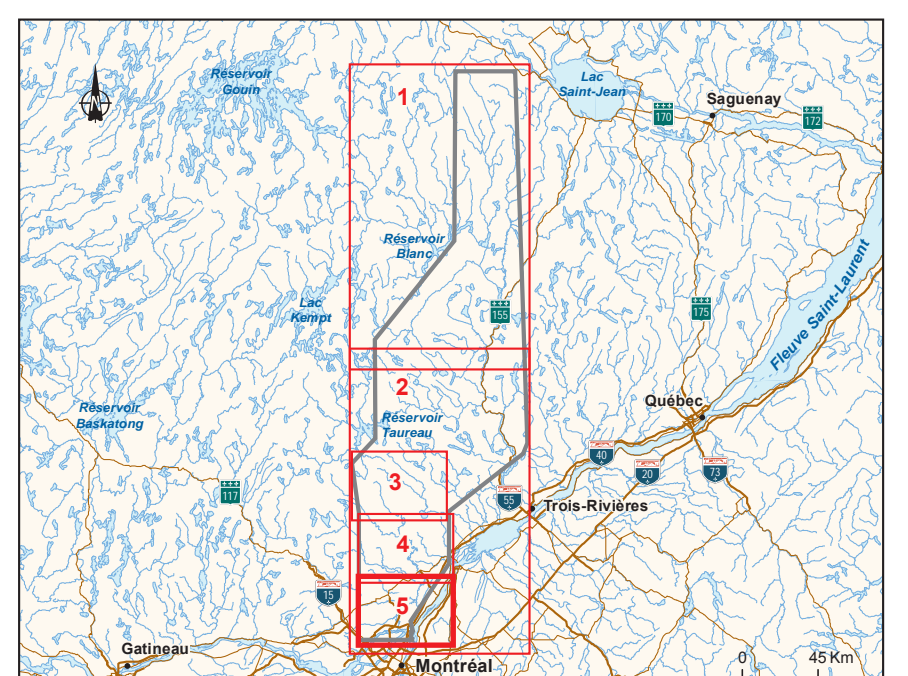 Réservoir
Gouin
N
1
Lac
Saint-Jean
170
Saguenay
172
Réservoir
Blanc
Lac
Kempt
155
175
Fleuve Saint-Laurent
2
Réservoir
Taureau
Réservoir
Baskatong
Québec
40
20
73
117
3
55
Trois-Rivières
4
15
5
Gatineau
Montréal
0
45 Km